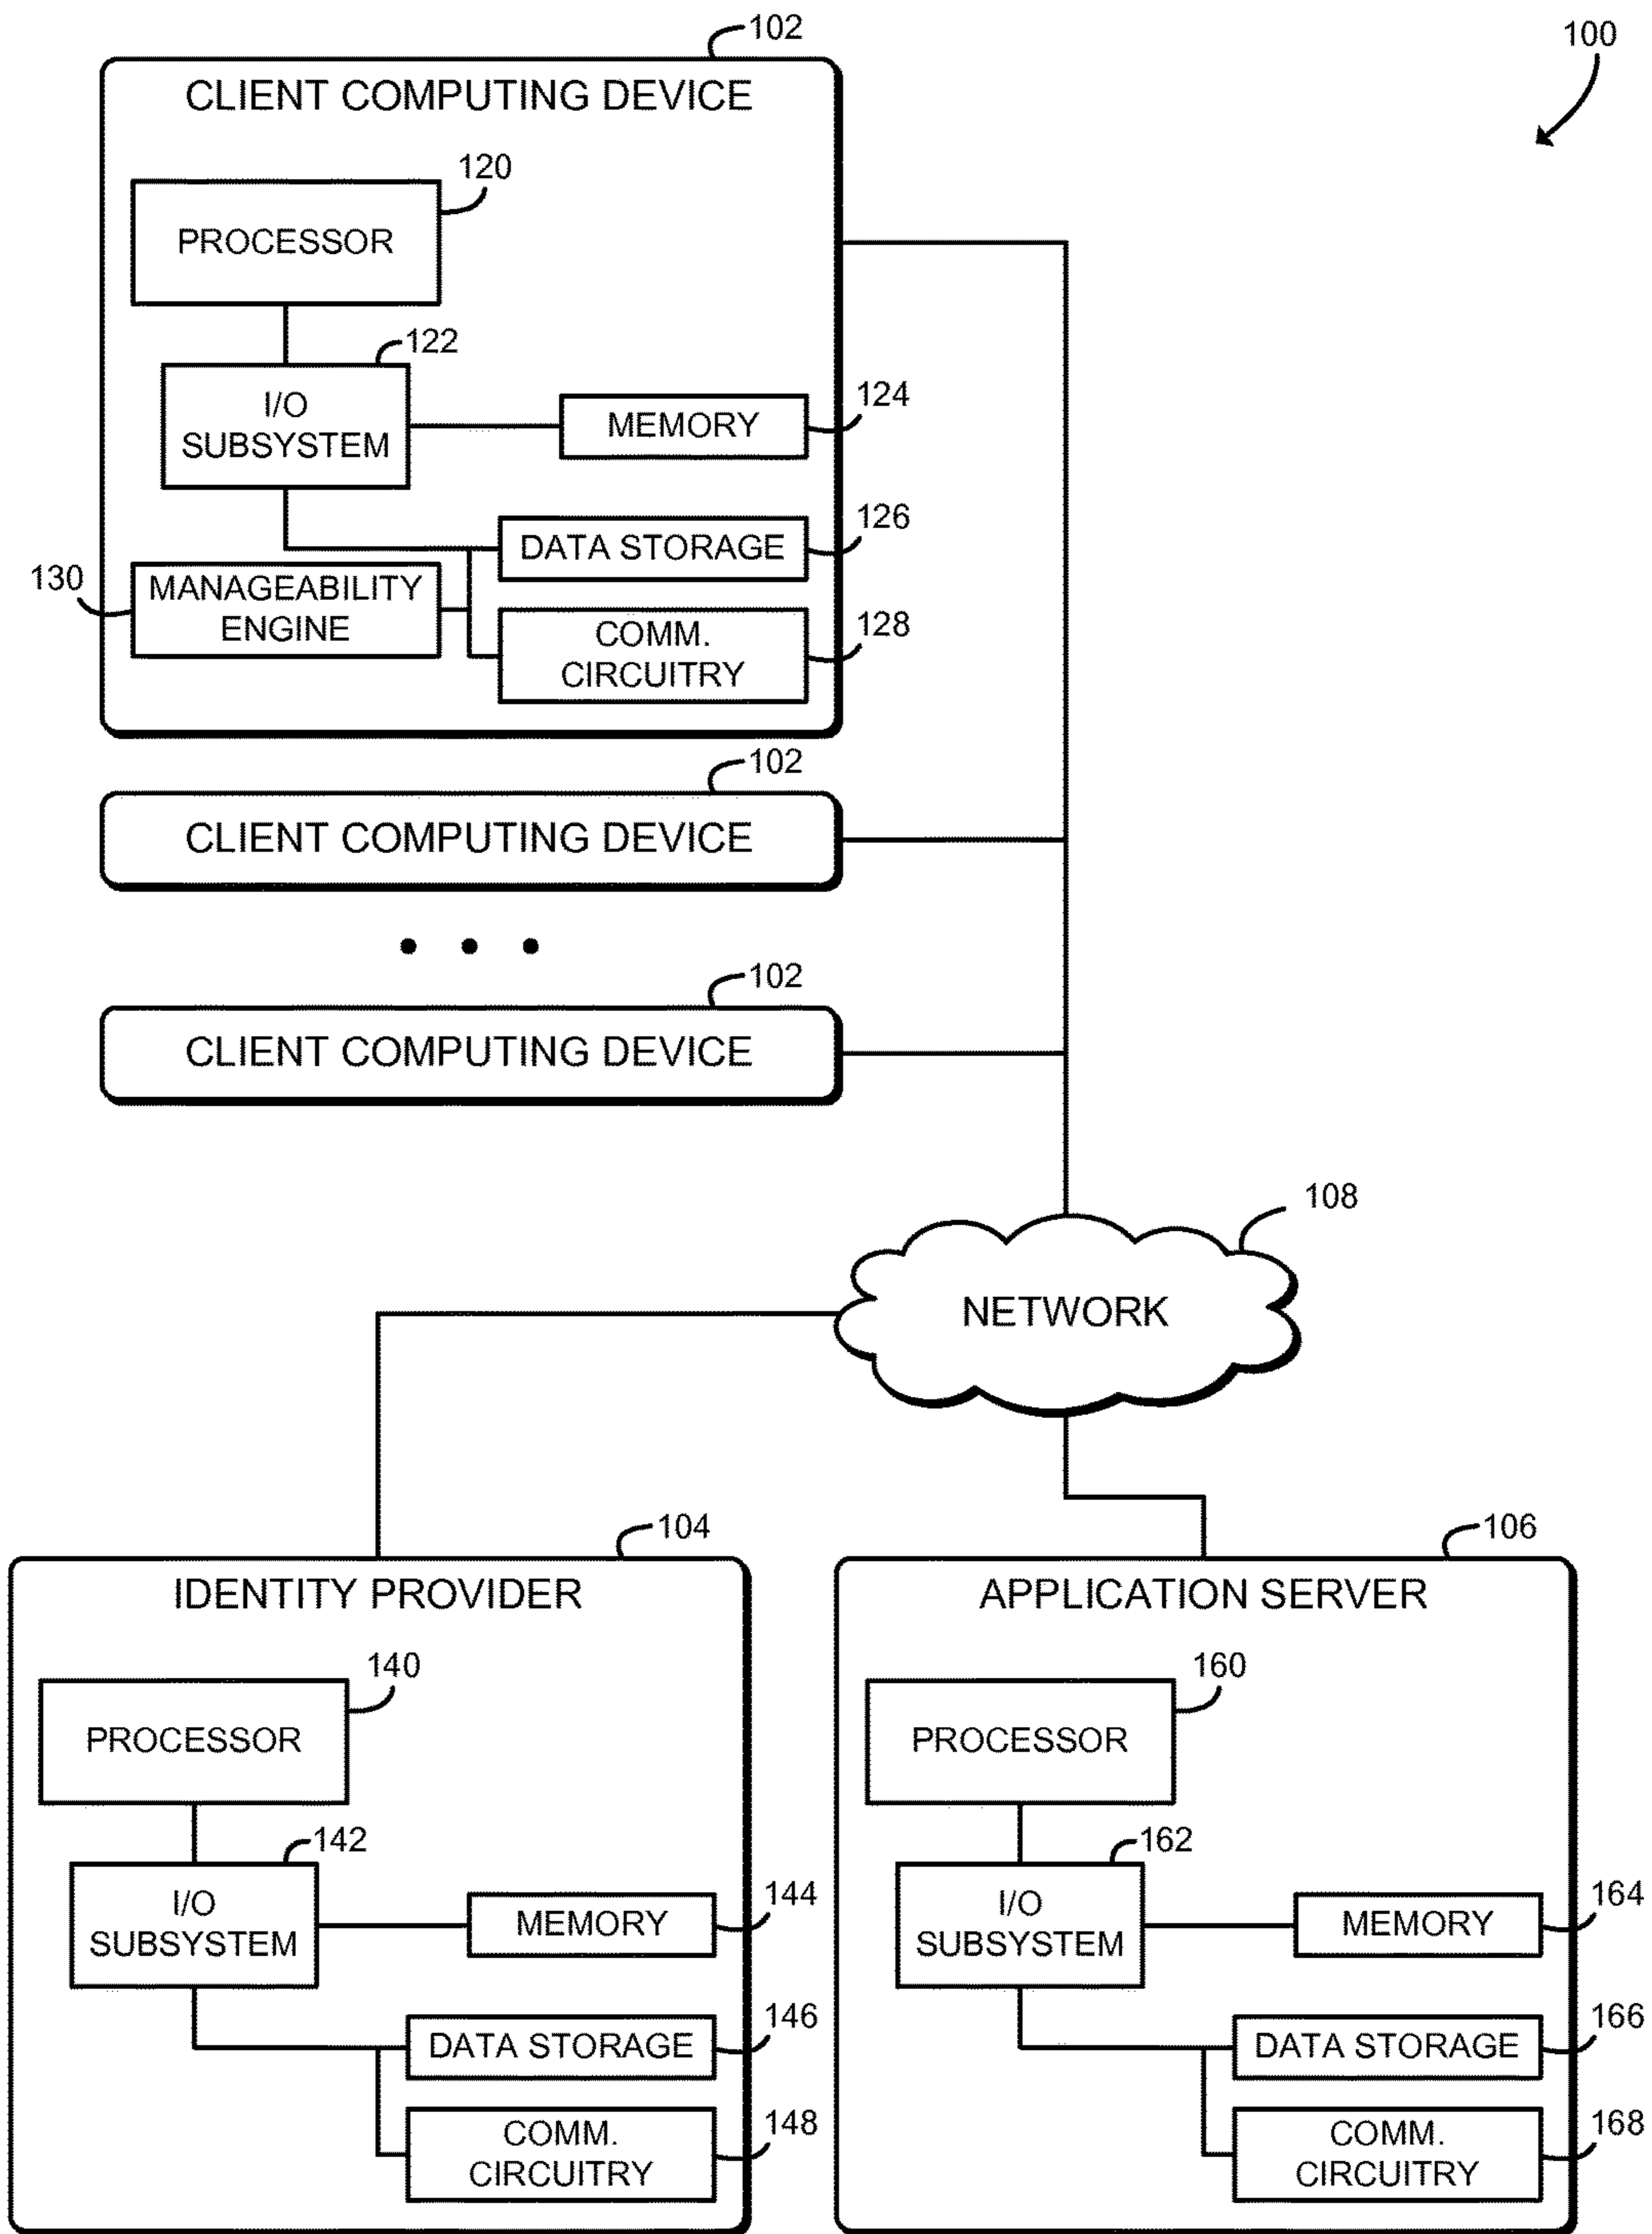 102
100
CLIENT COMPUTING DEVICE
120
PROCESSOR
122
I/O
SUBSYSTEM
124
MEMORY
126
DATA STORAGE
130
MANAGEABILITY
ENGINE
128
COMM.
CIRCUITRY
102
CLIENT COMPUTING DEVICE
102
CLIENT COMPUTING DEVICE
108
NETWORK
104
IDENTITY PROVIDER
140
PROCESSOR
142
I/O
SUBSYSTEM
144
MEMORY
146
DATA STORAGE
148
COMM.
CIRCUITRY
106
APPLICATION SERVER
160
PROCESSOR
162
I/O
SUBSYSTEM
164
MEMORY
166
DATA STORAGE
168
COMM.
CIRCUITRY